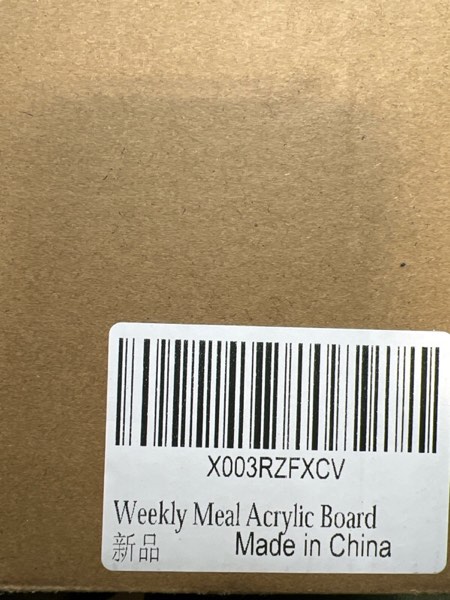 X003RZFXCV
Weekly Meal Acrylic Board
新品 Made in China